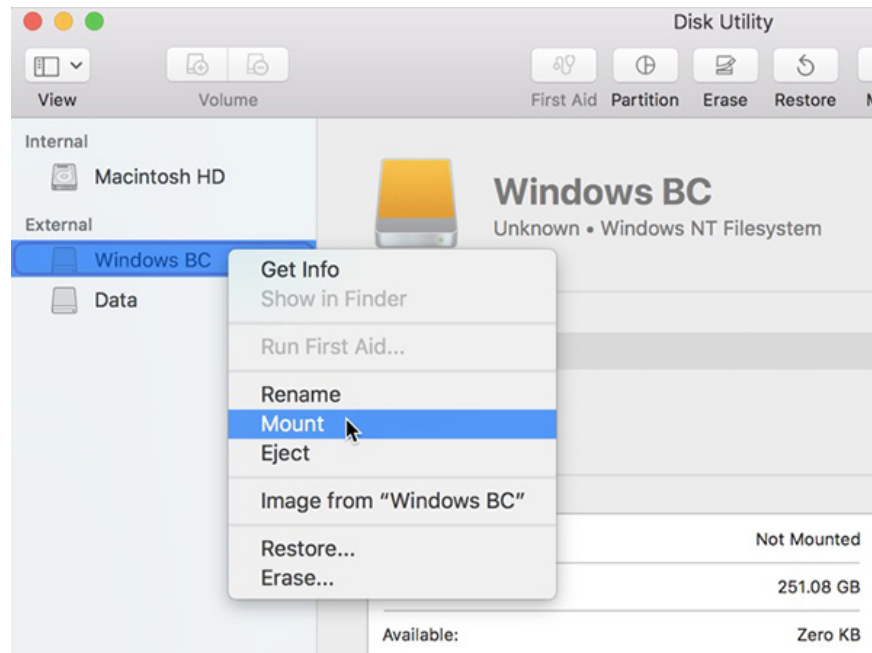 Disk Utility
View
Volume
First Aid
Partition
Erase
Restore
Internal
Macintosh HD
External
Windows BC
Data
Windows BC
Unknown • Windows NT Filesystem
Get Info
Show in Finder
Run First Aid...
Rename
Mount
Eject
Image from “Windows BC”
Restore...
Erase...
Not Mounted
251.08 GB
Available:
Zero KB